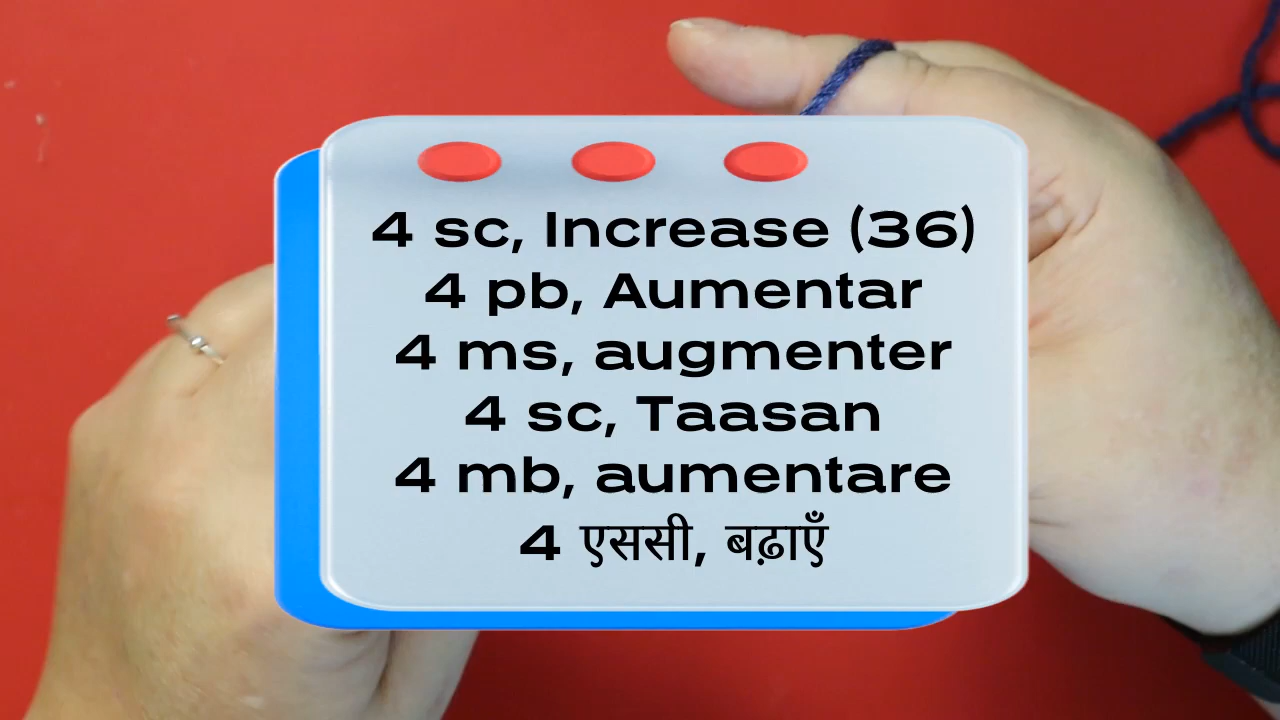 4 sc, Increase (36)
4 pb, Aumentar
4 ms, augmenter
4 sc, Taasan
4 mb, aumentare
4 एससी, बढ़ाएँ